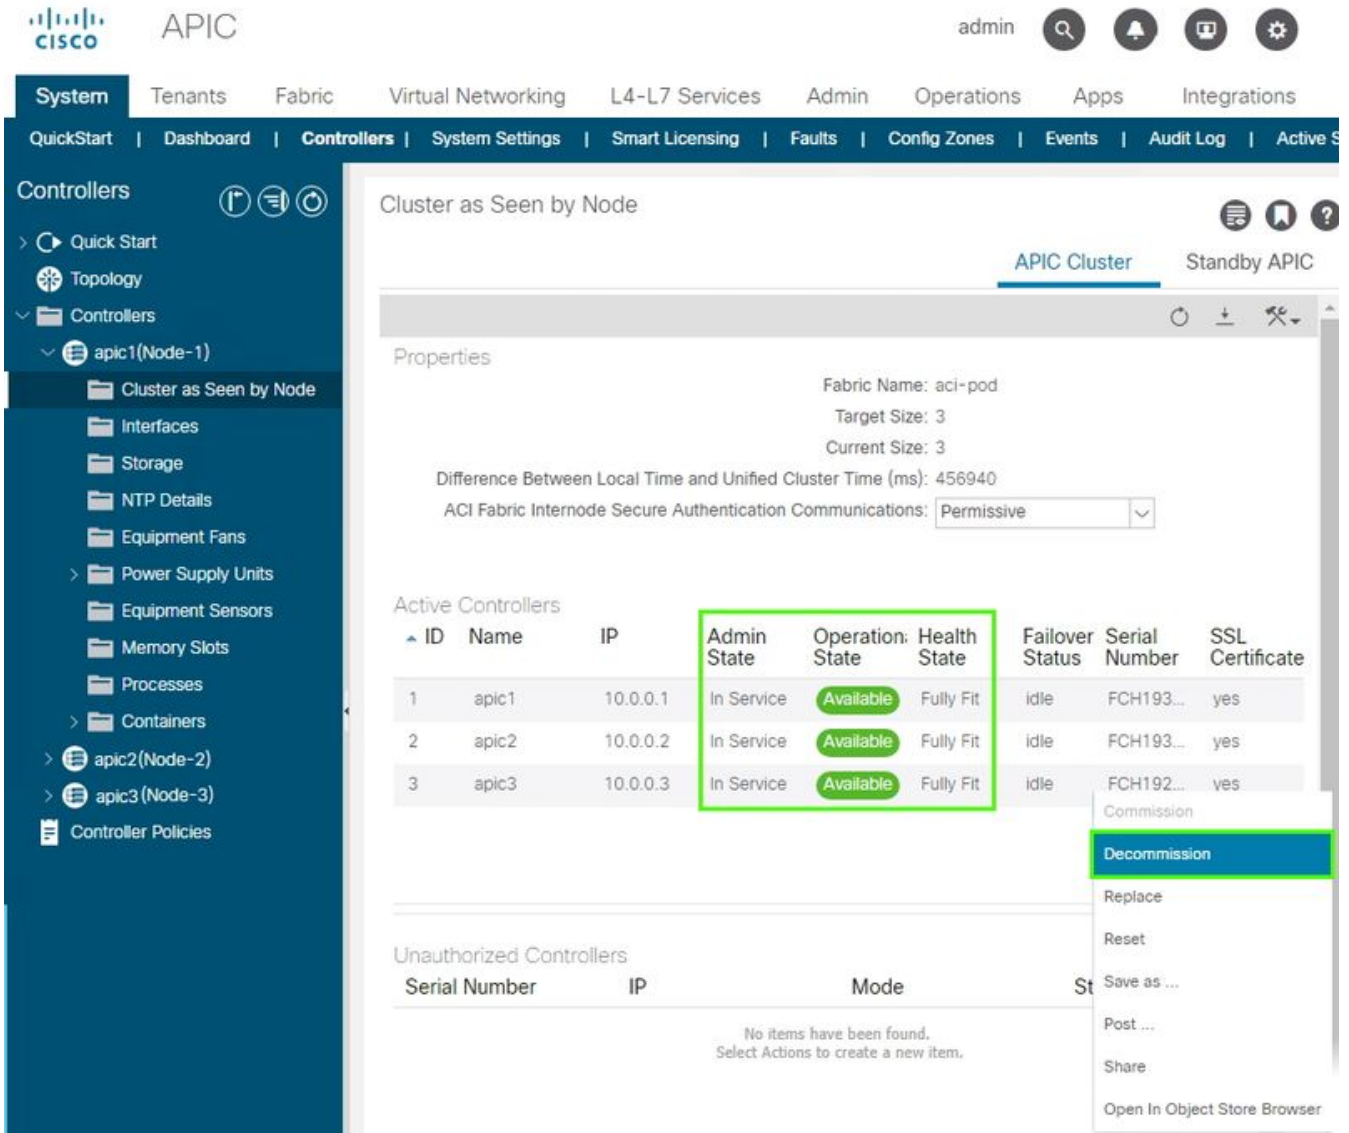 CISCO APIC admin
System Tenants Fabric Virtual Networking L4-L7 Services Admin Operations Apps Integrations
QuickStart | Dashboard | Controllers | System Settings | Smart Licensing | Faults | Config Zones | Events | Audit Log | Active S
Controllers
Quick Start
Topology
Controllers
apic1(Node-1)
Cluster as Seen by Node
Interfaces
Storage
NTP Details
Equipment Fans
Power Supply Units
Equipment Sensors
Memory Slots
Processes
Containers
apic2(Node-2)
apic3(Node-3)
Controller Policies
Cluster as Seen by Node
APIC Cluster Standby APIC
Properties
Fabric Name: aci-pod
Target Size: 3
Current Size: 3
Difference Between Local Time and Unified Cluster Time (ms): 456940
ACI Fabric Internode Secure Authentication Communications: Permissive
Active Controllers
ID Name IP Admin State Operation State Health State Failover Status Serial Number SSL Certificate
1 apic1 10.0.0.1 In Service Available Fully Fit idle FCH193... yes
2 apic2 10.0.0.2 In Service Available Fully Fit idle FCH193... yes
3 apic3 10.0.0.3 In Service Available Fully Fit idle FCH192... yes
Commission
Decommission
Replace
Reset
Save as ...
Post ...
Share
Open In Object Store Browser
Unauthorized Controllers
Serial Number IP Mode St
No items have been found.
Select Actions to create a new item.